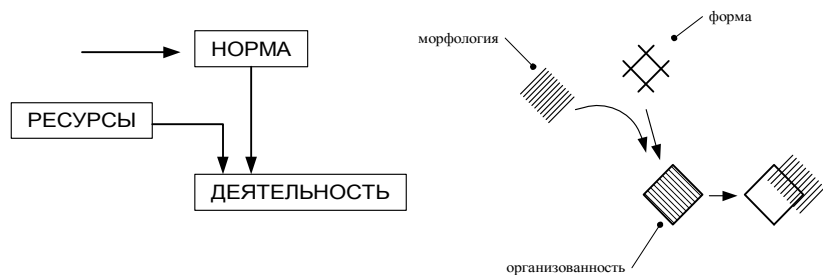 НОРМА
РЕСУРСЫ
ДЕЯТЕЛЬНОСТЬ
форма
морфология
организованность